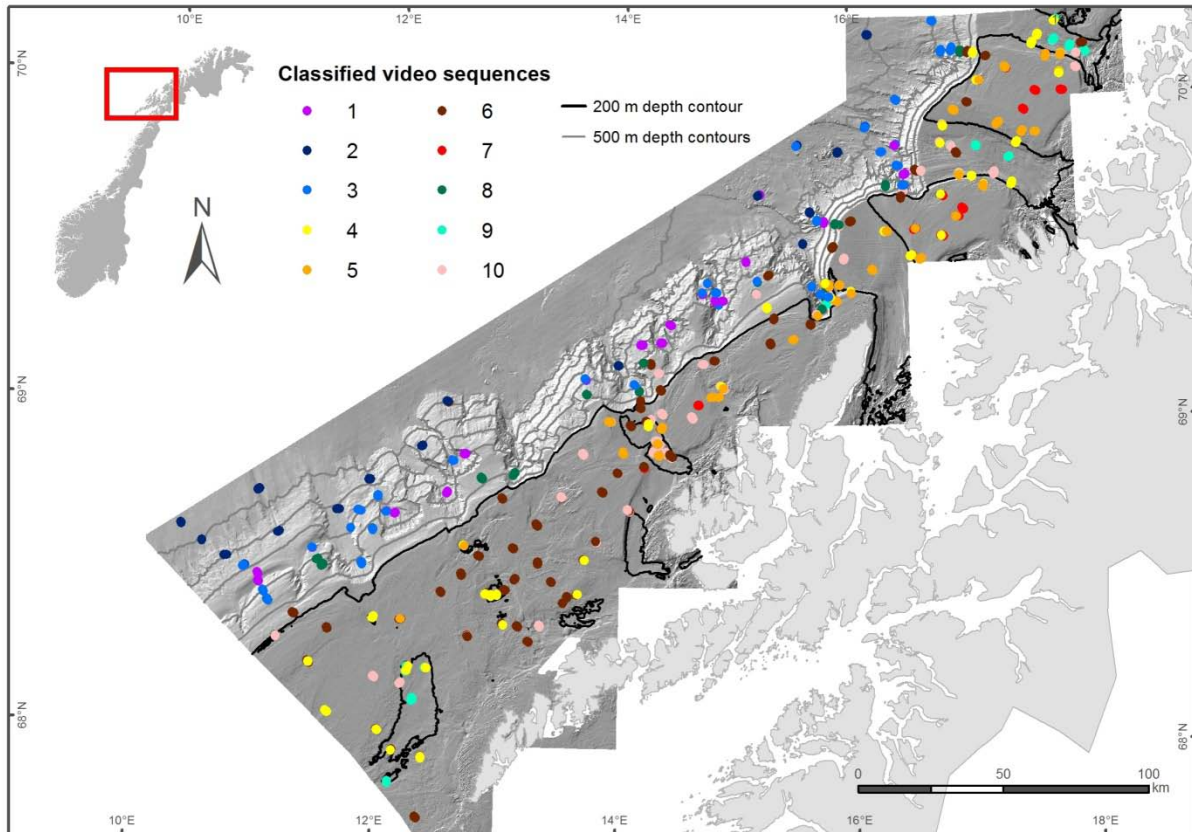 10°E 12°E 14°E 16°E
70°N
70°N
Classified video sequences
1 6
2 7
3 8
4 9
5 10
200 m depth contour
500 m depth contours
N
69°N
69°N
68°N
68°N
0 50 100
km
10°E 12°E 14°E 16°E 18°E